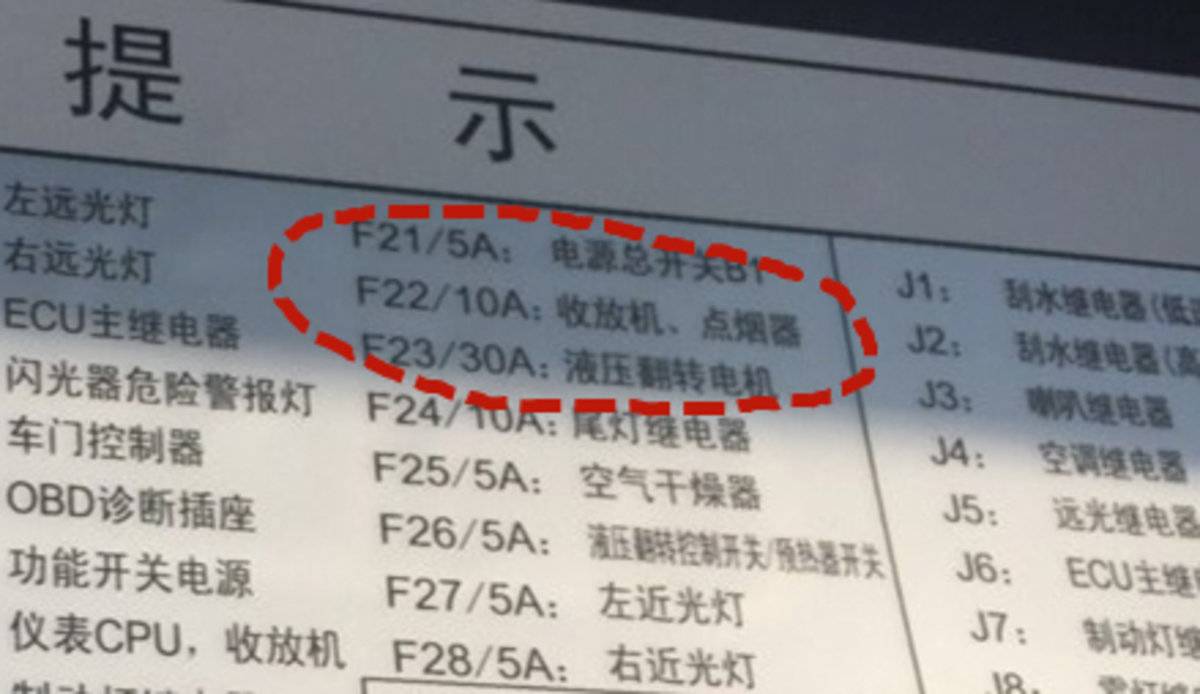 提 示
左远光灯
右远光灯
ECU主继电器
闪光器危险警报灯
车门控制器
OBD诊断插座
功能开关电源
仪表CPU，收放机
F21/5A：电源总开关B1
F22/10A：收放机、点烟器
F23/30A：液压翻转电机
F24/10A：尾灯继电器
F25/5A：空气干燥器
F26/5A：液压翻转控制开关/预热器开关
F27/5A：左近光灯
F28/5A：右近光灯
J1：刮水继电器(低
J2：刮水继电器(高
J3：喇叭继电器
J4：空调继电器
J5：远光继电器
J6：ECU主继
J7：制动灯继
J8：